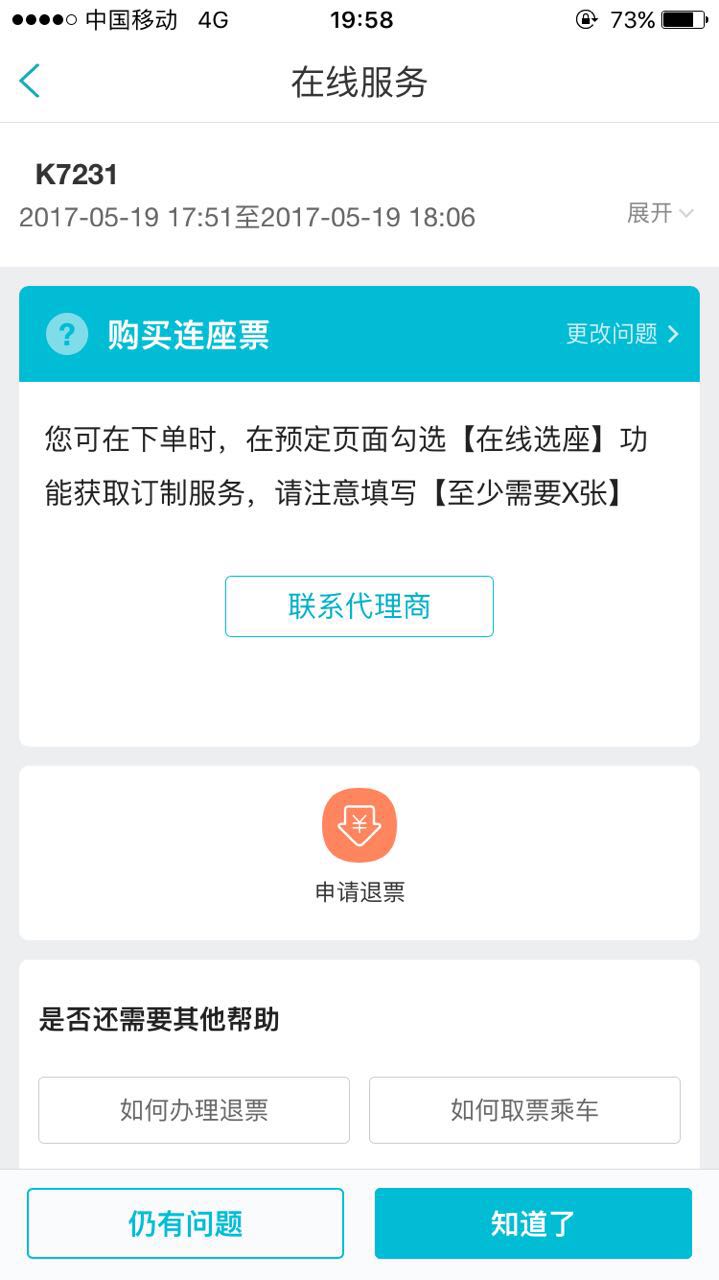 中国移动 4G 19:58 73%
在线服务
K7231
2017-05-19 17:51至2017-05-19 18:06 展开
? 购买连座票 更改问题
您可在下单时，在预定页面勾选【在线选座】功
能获取订制服务，请注意填写【至少需要X张】
联系代理商
¥
申请退票
是否还需要其他帮助
如何办理退票 如何取票乘车
仍有问题 知道了